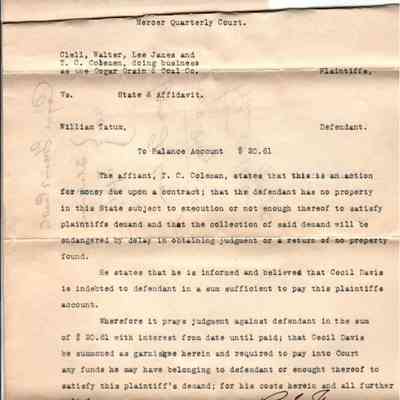 Mercer Quarterly Court.
Clell, Walter, Lee Janes and
T. C. Coleman, doing business
as the Cogar Grain & Coal Co. Plaintiffs,
Vs. State & Affidavit.
William Tatum, Defendant.
To Balance Account $ 20.61
The affiant, T. C. Coleman, states that this is an action
for money due upon a contract; that the defendant has no property
in this State subject to execution or not enough thereof to satisfy
plaintiffs demand and that the collection of said demand will be
endangered by delay in obtaining judgment or a return of no property
found.
He states that he is informed and believes that Cecil Davis
is indebted to defendant in a sum sufficient to pay this plaintiffs
account.
Wherefore it prays judgment against defendant in the sum
of $ 20.61 with interest from date until paid; that Cecil Davis
be summoned as garnishee herein and required to pay into Court
any funds he may have belonging to defendant or enought thereof to
satisfy this plaintiff's demand; for his costs herein and all further